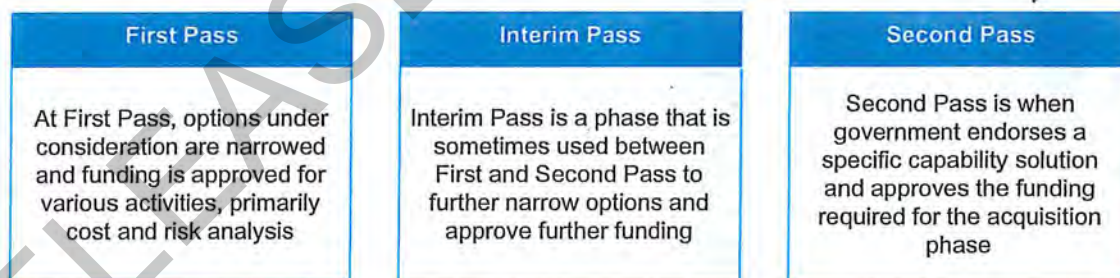 First Pass
At First Pass, options under
consideration are narrowed
and funding is approved for
various activities, primarily
cost and risk analysis
Interim Pass
Interim Pass is a phase that is
sometimes used between
First and Second Pass to
further narrow options and
approve further funding
Second Pass
Second Pass is when
government endorses a
specific capability solution
and approves the funding
required for the acquisition
phase